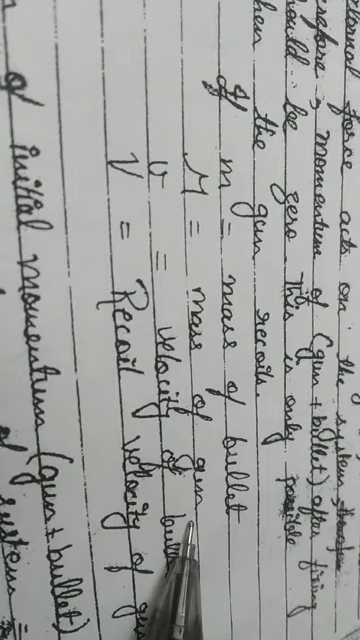 external force acts on the system
therefore, momentum of (gun + bullet) after firing
should be zero. This is only possible
when the gun recoils.
If m = mass of bullet
M = mass of gun
v = velocity of
V = Recoil velocity of
of initial momentum (gun + bullet)
of system =